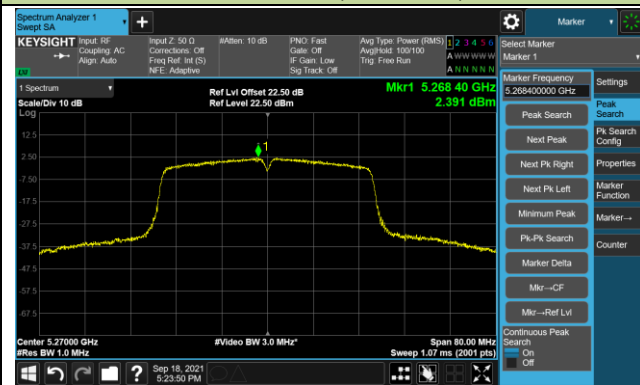 Spectrum Analyzer 1
Swept SA
Marker
KEYSIGHT
Input: RF
Coupling: AC
Align: Auto
Input Z: 50 Ω
Corrections: Off
Freq Ref: Int (S)
NFE: Adaptive
#Atten: 10 dB
PNO: Fast
Gate: Off
IF Gain: Low
Sig Track: Off
Avg Type: Power (RMS)
Avg|Hold: 100/100
Trig: Free Run
1 2 3 4 5 6
A W W W W W
A N N N N N
LW
Select Marker
Marker 1
1 Spectrum
Scale/Div 10 dB
Log
Ref Lvl Offset 22.50 dB
Ref Level 22.50 dBm
Mkr1 5.268 40 GHz
2.391 dBm
12.5
2.50
-7.50
-17.5
-27.5
-37.5
-47.5
-57.5
-67.5
1
Center 5.27000 GHz
#Res BW 1.0 MHz
#Video BW 3.0 MHz*
Span 80.00 MHz
Sweep 1.07 ms (2001 pts)
Marker Frequency
5.268400000 GHz
Peak Search
Next Peak
Next Pk Right
Next Pk Left
Minimum Peak
Pk-Pk Search
Marker Delta
Mkr→CF
Mkr→Ref Lvl
Continuous Peak
Search
On
Off
Settings
Peak
Search
Pk Search
Config
Properties
Marker
Function
Marker→
Counter
Sep 18, 2021
5:23:50 PM